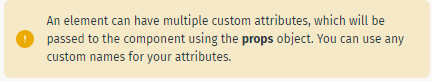 An element can have multiple custom attributes, which will be
passed to the component using the props object. You can use any
custom names for your attributes.